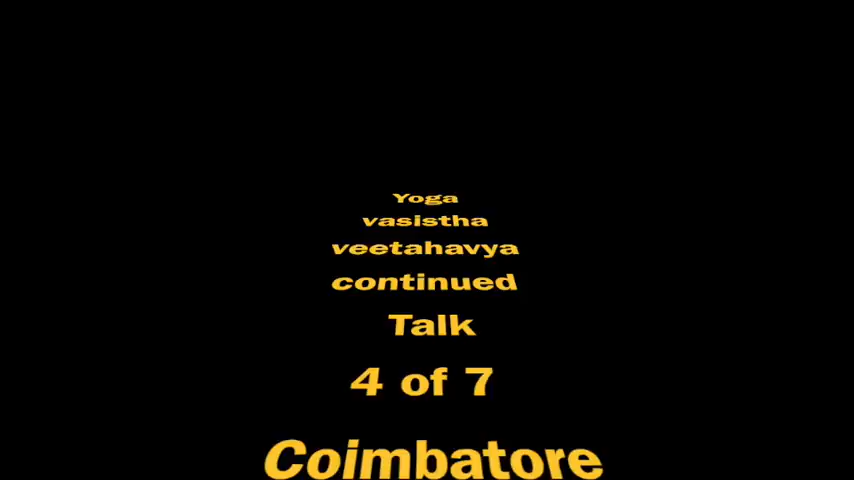 Yoga
vasistha
veetahavya
continued
Talk
4 of 7
Coimbatore